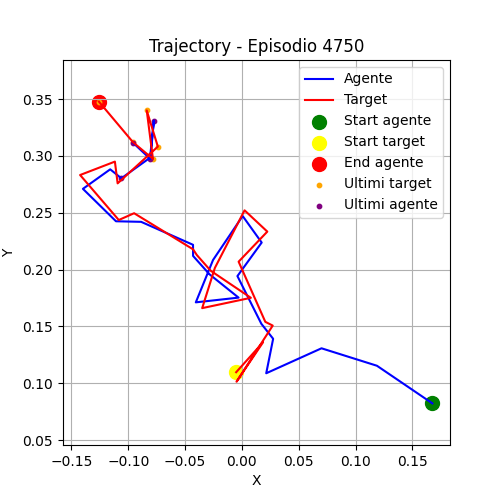 Trajectory - Episodio 4750
Agente
Target
Start agente
Start target
End agente
Ultimi target
Ultimi agente
Y
0.35
0.30
0.25
0.20
0.15
0.10
0.05
−0.15 −0.10 −0.05 0.00 0.05 0.10 0.15
X